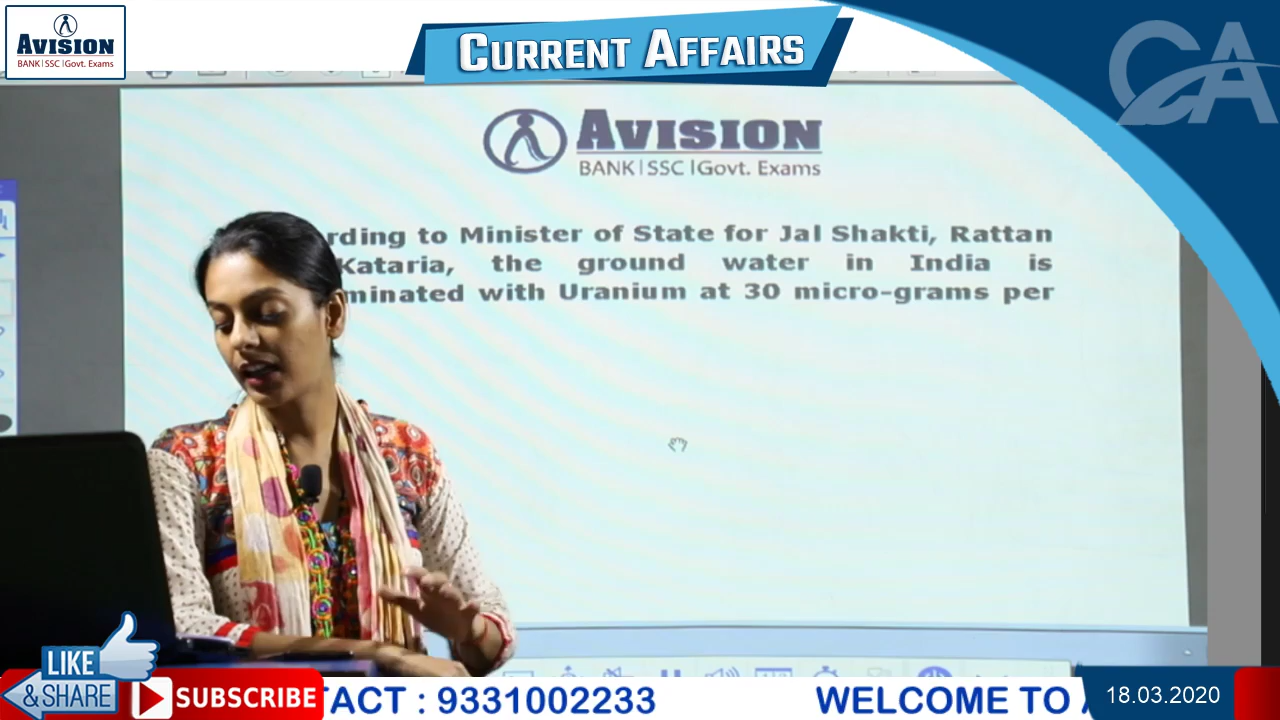 AVISION
BANK | SSC | Govt. Exams
CURRENT AFFAIRS
CA
AVISION
BANK | SSC | Govt. Exams
rding to Minister of State for Jal Shakti, Rattan
Kataria, the ground water in India is
minated with Uranium at 30 micro-grams per
LIKE
& SHARE
SUBSCRIBE
TACT : 9331002233
WELCOME TO
18.03.2020